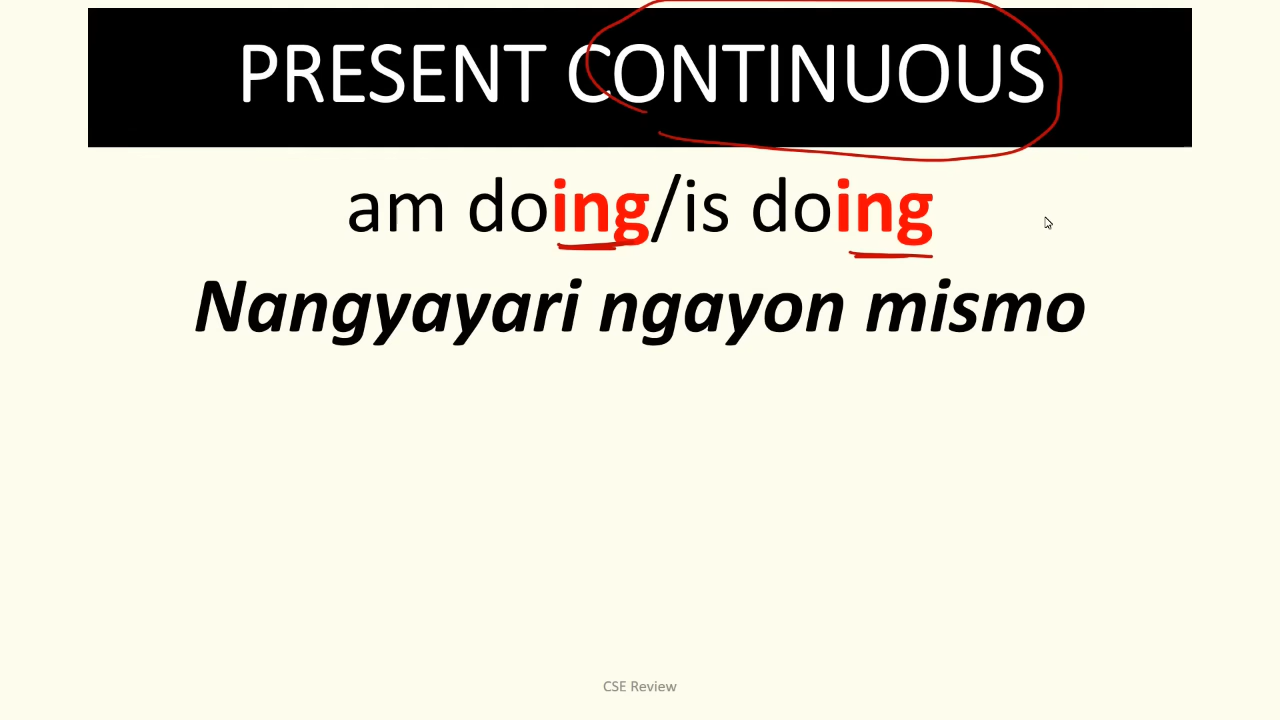 PRESENT CONTINUOUS
am doing/is doing
Nangyayari ngayon mismo
CSE Review